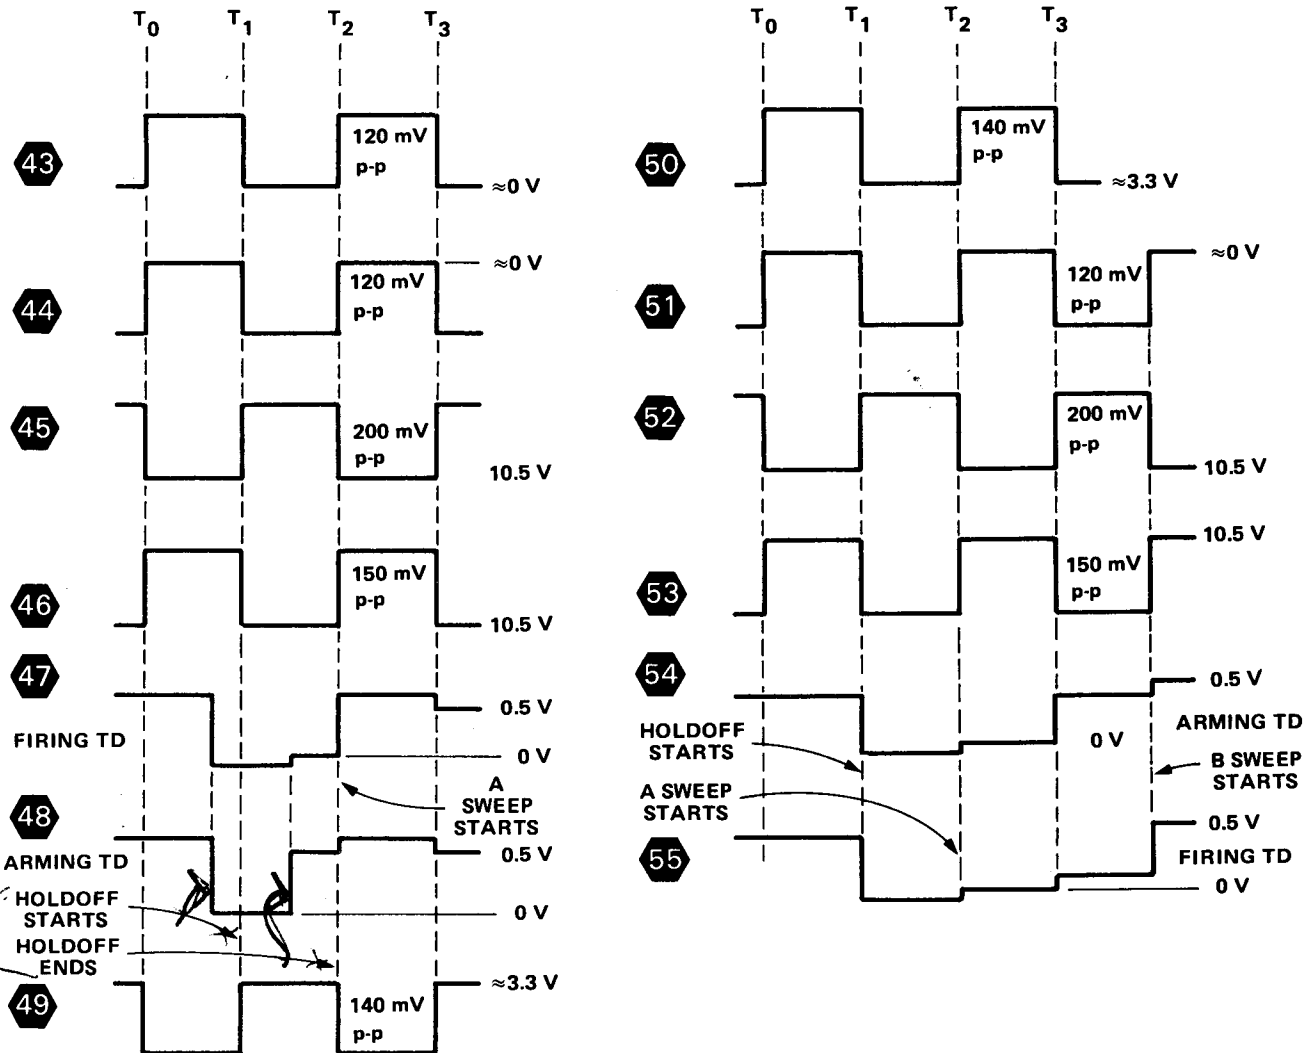 T0 T1 T2 T3
43
120 mV
p-p
≈0 V
44
≈0 V
120 mV
p-p
45
200 mV
p-p
10.5 V
46
150 mV
p-p
10.5 V
47
0.5 V
FIRING TD
0 V
A
SWEEP
STARTS
48
0.5 V
ARMING TD
HOLDOFF
STARTS
0 V
HOLDOFF
ENDS
49
≈3.3 V
140 mV
p-p
T0 T1 T2 T3
50
140 mV
p-p
≈3.3 V
51
≈0 V
120 mV
p-p
52
200 mV
p-p
10.5 V
53
10.5 V
150 mV
p-p
54
0.5 V
HOLDOFF
STARTS
0 V
ARMING TD
B SWEEP
STARTS
A SWEEP
STARTS
55
0.5 V
FIRING TD
0 V